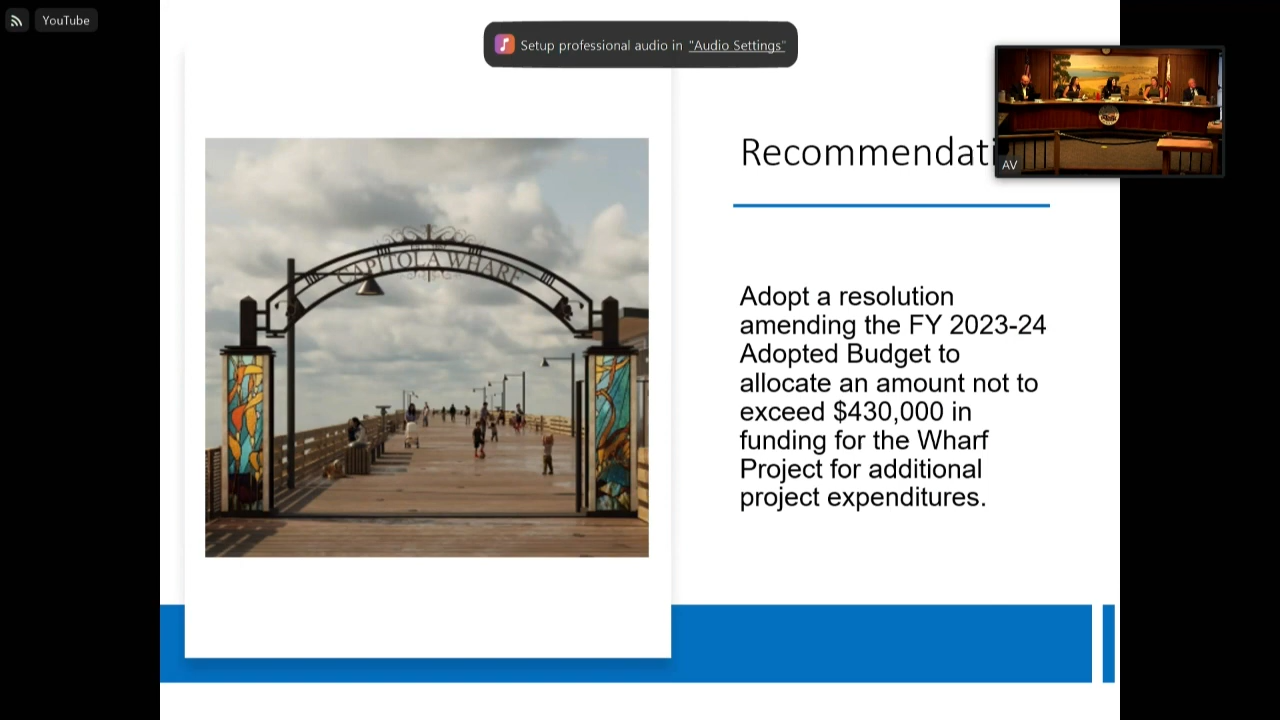 YouTube
Setup professional audio in "Audio Settings"
AV
Recommendati
CAPITOLA WHARF
Adopt a resolution
amending the FY 2023-24
Adopted Budget to
allocate an amount not to
exceed $430,000 in
funding for the Wharf
Project for additional
project expenditures.